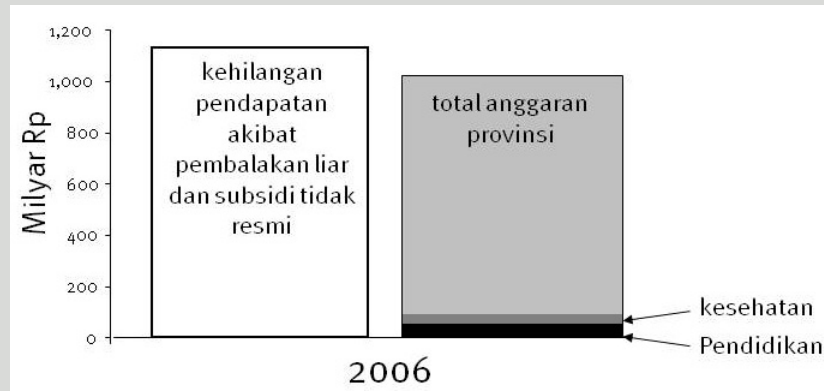 1,200
1,000
800
600
400
200
0
Milyar Rp
kehilangan
pendapatan
akibat
pembalakan liar
dan subsidi tidak
resmi
total anggaran
provinsi
kesehatan
Pendidikan
2006